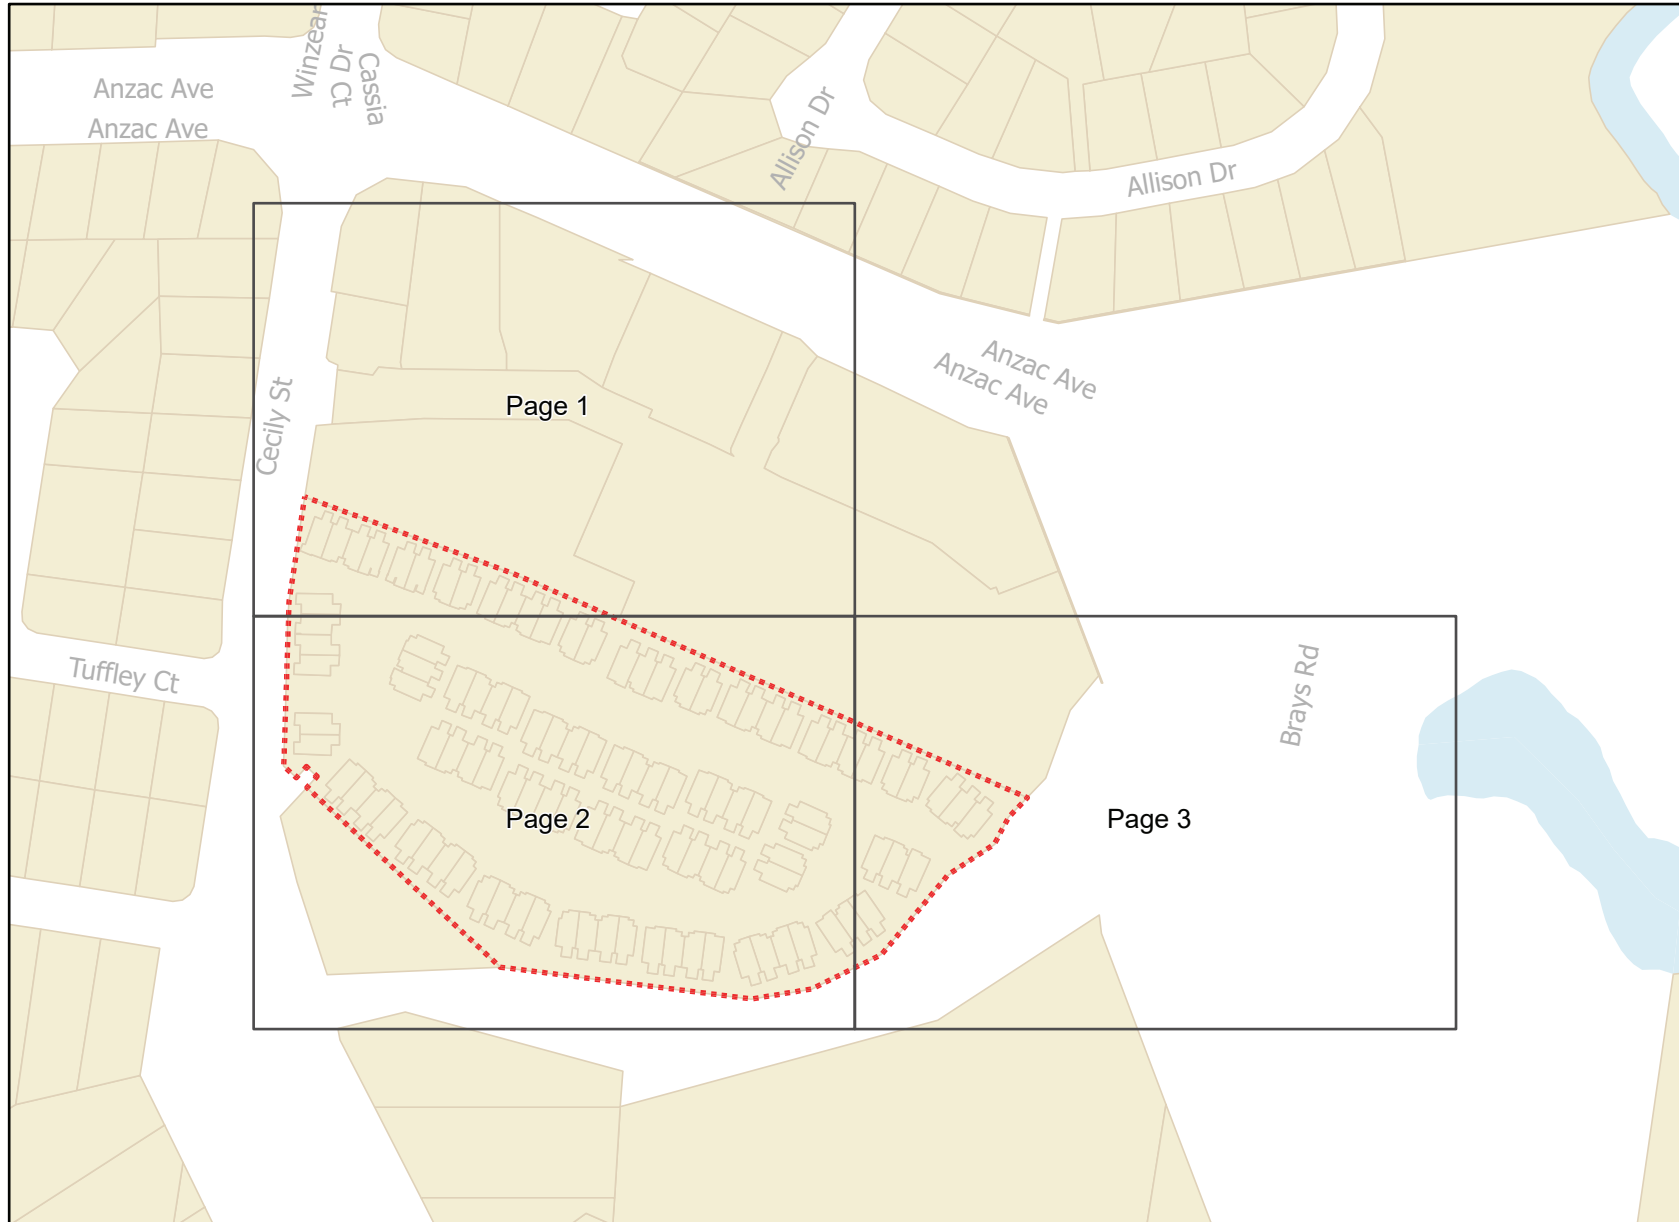 Winzear
Ct Dr
Cassia
Anzac Ave
Anzac Ave
Allison Dr
Allison Dr
Anzac Ave
Anzac Ave
Cecily St
Page 1
Tuffley Ct
Brays Rd
Page 2
Page 3